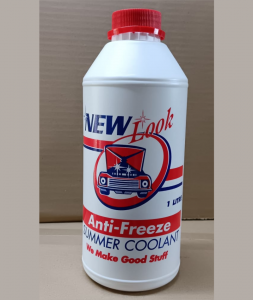 NEW Look
1 LITRE
Anti-Freeze
SUMMER COOLANT
We Make Good Stuff